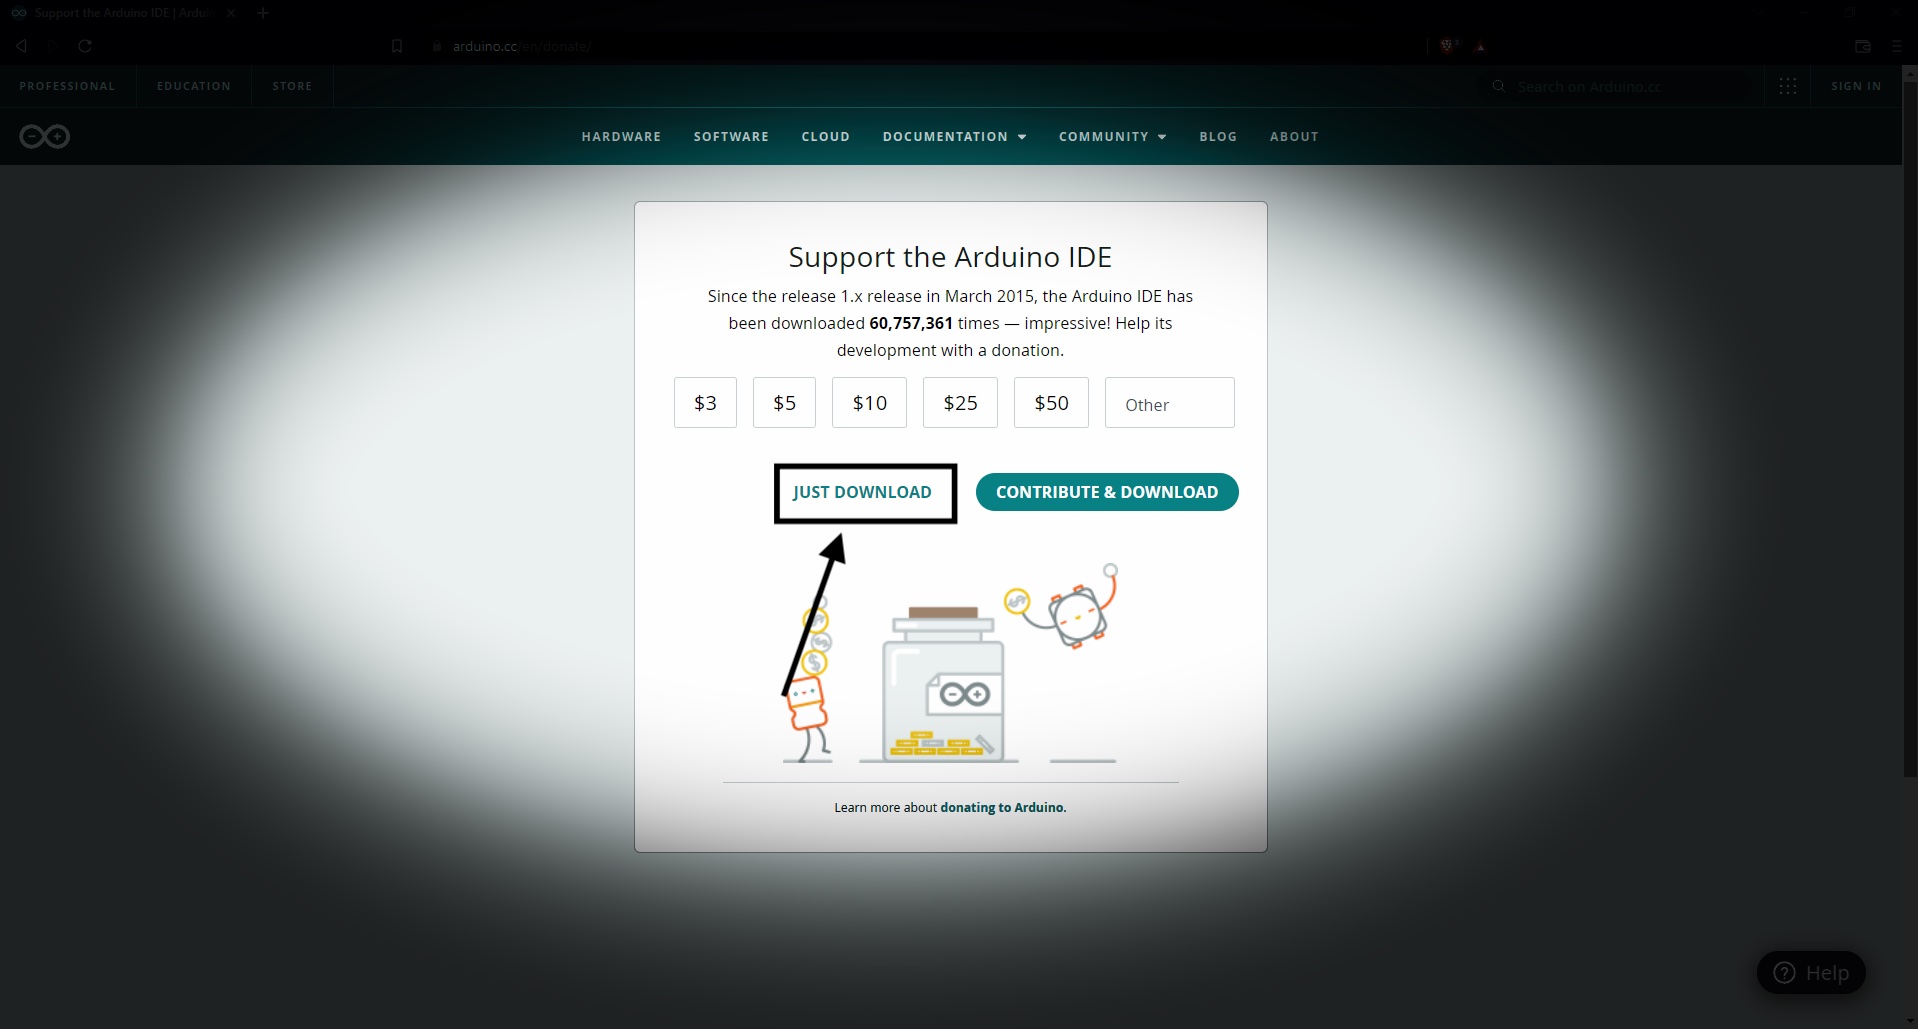 Support the Arduino IDE | Ardui
arduino.cc/en/donate/
PROFESSIONAL EDUCATION STORE Search on Arduino.cc SIGN IN
HARDWARE SOFTWARE CLOUD DOCUMENTATION COMMUNITY BLOG ABOUT
Support the Arduino IDE
Since the release 1.x release in March 2015, the Arduino IDE has
been downloaded 60,757,361 times — impressive! Help its
development with a donation.
$3 $5 $10 $25 $50 Other
JUST DOWNLOAD CONTRIBUTE & DOWNLOAD
Learn more about donating to Arduino.
Help